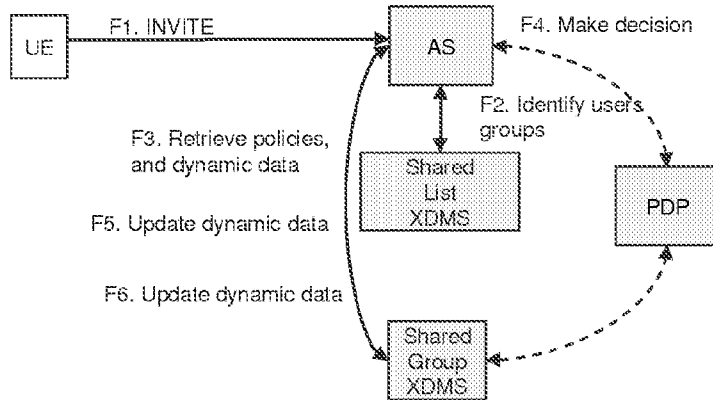 F1. INVITE
UE
AS
F4. Make decision
F2. Identify users
groups
F3. Retrieve policies,
and dynamic data
Shared
List
XDMS
PDP
F5. Update dynamic data
F6. Update dynamic data
Shared
Group
XDMS